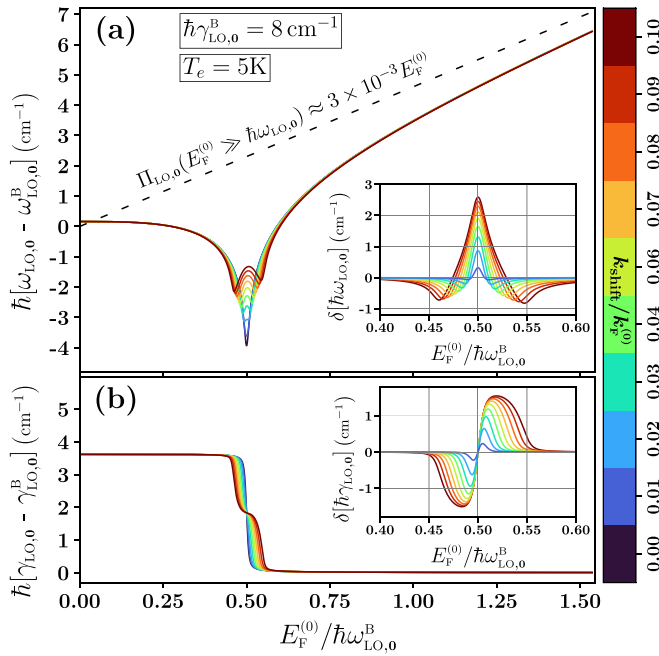 (a)
ℏγ^B_LO,0 = 8 cm⁻¹
T_e = 5K
Π_LO,0(E_F^(0) ≫ ℏω_LO,0) ≈ 3 × 10⁻³ E_F^(0)
ℏ[ω_LO,0 - ω^B_LO,0] (cm⁻¹)
7
6
5
4
3
2
1
0
-1
-2
-3
-4
δ[ℏω_LO,0] (cm⁻¹)
3
2
1
0
-1
0.40 0.45 0.50 0.55 0.60
E_F^(0)/ℏω^B_LO,0
(b)
ℏ[γ_LO,0 - γ^B_LO,0] (cm⁻¹)
5
4
3
2
1
0
δ[ℏγ_LO,0] (cm⁻¹)
1
0
-1
0.40 0.45 0.50 0.55 0.60
E_F^(0)/ℏω^B_LO,0
0.00 0.25 0.50 0.75 1.00 1.25 1.50
E_F^(0)/ℏω^B_LO,0
0.10
0.09
0.08
0.07
0.06
0.04
0.03
0.02
0.01
0.00
k_shift/k_F^(0)